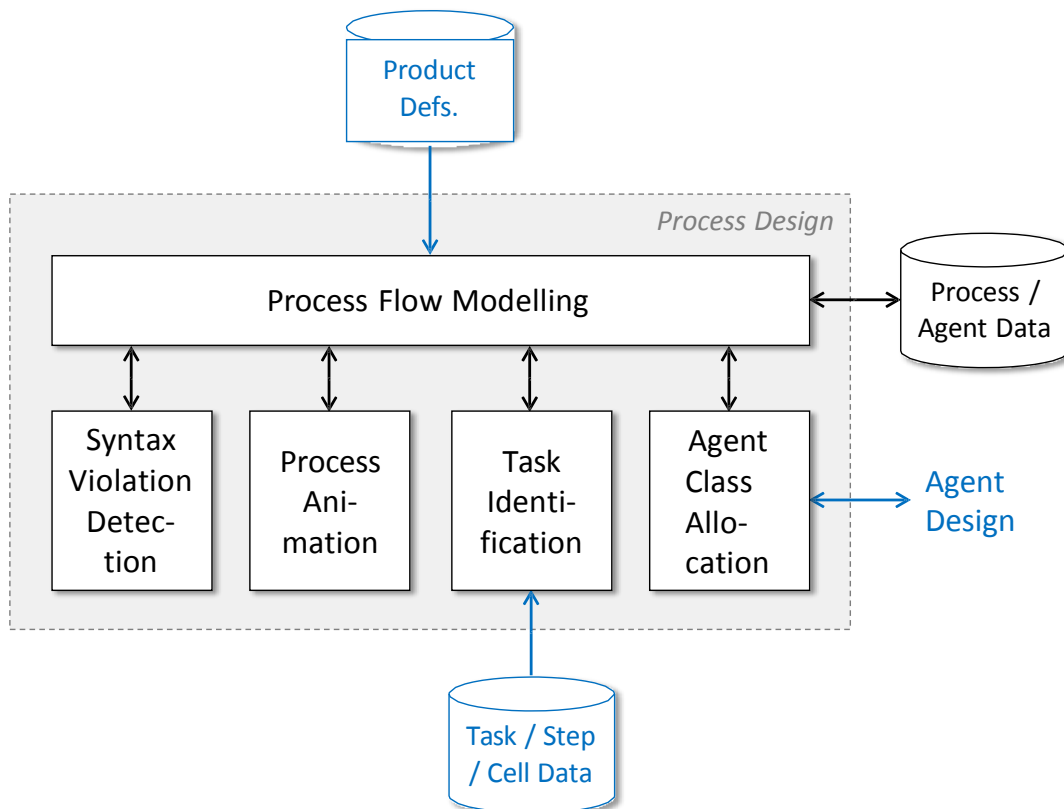 Product
Defs.
Process Design
Process Flow Modelling
Process /
Agent Data
Syntax
Violation
Detec-
tion
Process
Ani-
mation
Task
Identi-
fication
Agent
Class
Allo-
cation
Agent
Design
Task / Step
/ Cell Data